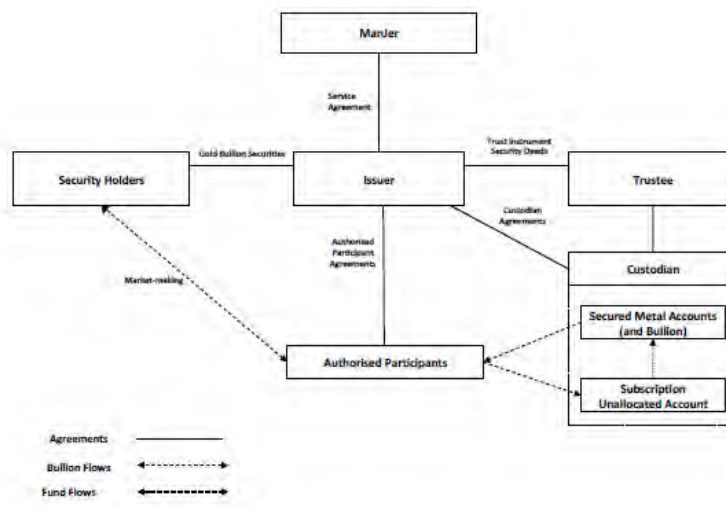 ManJer
Service
Agreement
Gold Bullion Securities
Trust Instrument
Security Deeds
Security Holders
Issuer
Trustee
Custodian
Agreements
Authorised
Participant
Agreements
Custodian
Market-making
Secured Metal Accounts
(and Bullion)
Authorised Participants
Subscription
Unallocated Account
Agreements
Bullion Flows
Fund Flows